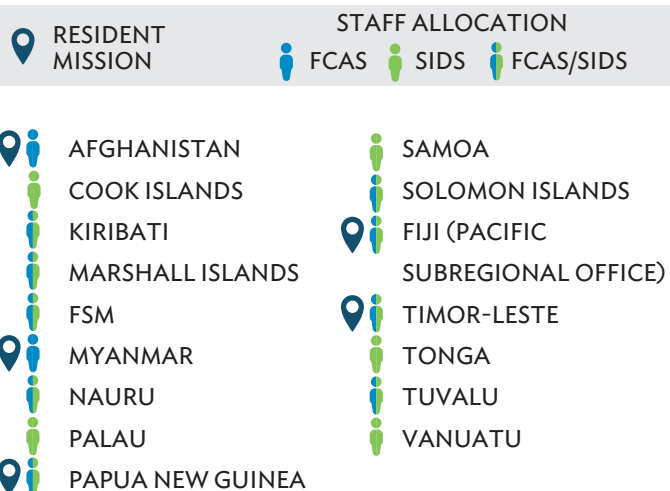 RESIDENT
MISSION
STAFF ALLOCATION
FCAS SIDS FCAS/SIDS
AFGHANISTAN
COOK ISLANDS
KIRIBATI
MARSHALL ISLANDS
FSM
MYANMAR
NAURU
PALAU
PAPUA NEW GUINEA
SAMOA
SOLOMON ISLANDS
FIJI (PACIFIC
SUBREGIONAL OFFICE)
TIMOR-LESTE
TONGA
TUVALU
VANUATU